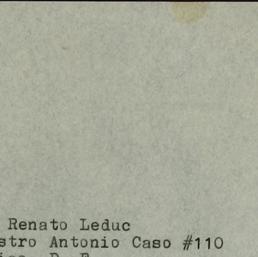 Renato Leduc
stro Antonio Caso #110
D. F.